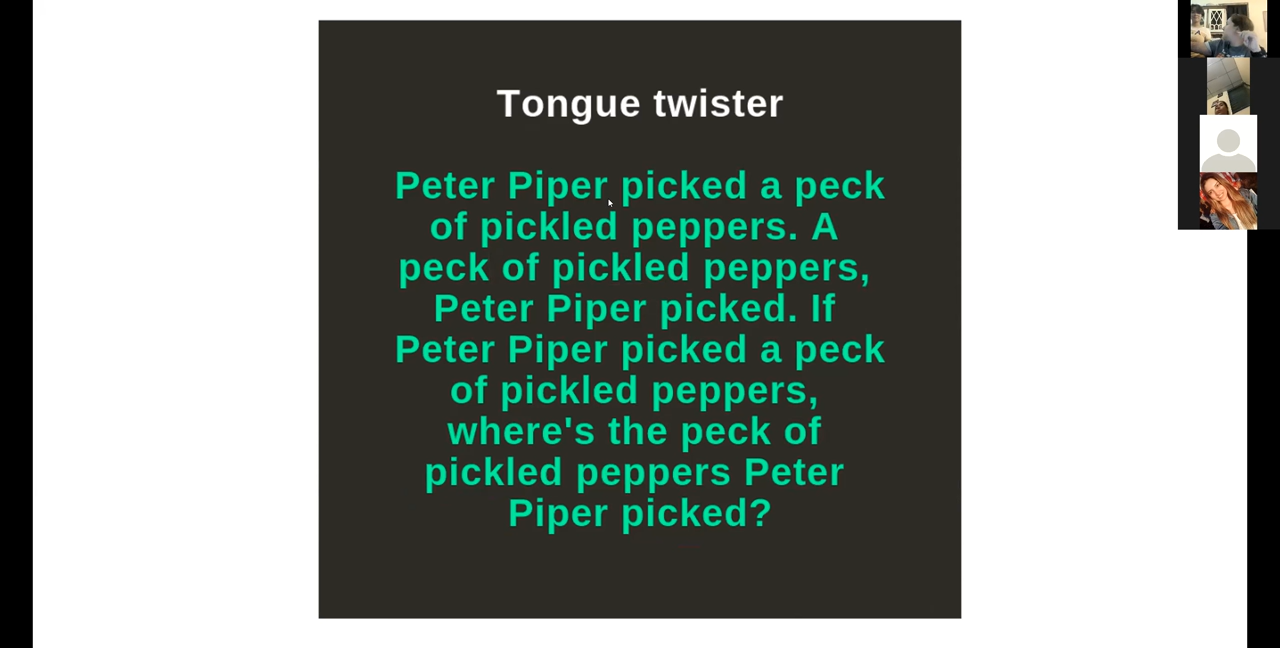 Tongue twister
Peter Piper picked a peck
of pickled peppers. A
peck of pickled peppers,
Peter Piper picked. If
Peter Piper picked a peck
of pickled peppers,
where's the peck of
pickled peppers Peter
Piper picked?